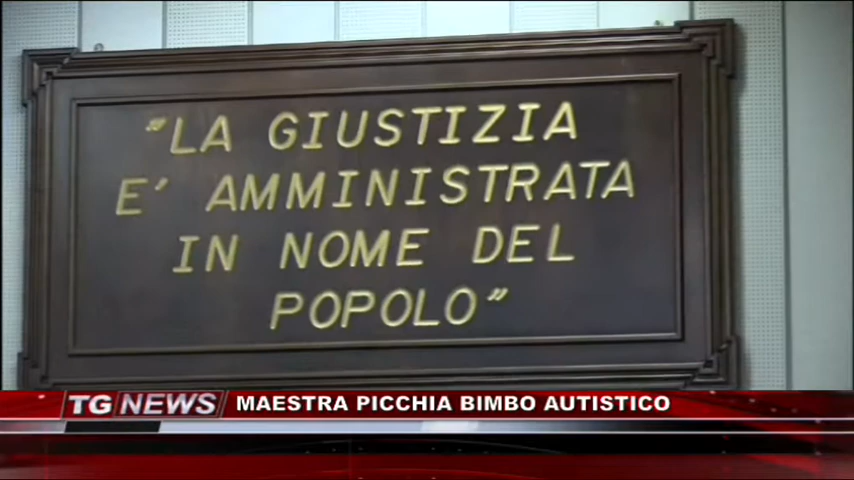 "LA GIUSTIZIA
E' AMMINISTRATA
IN NOME DEL
POPOLO"
TG NEWS MAESTRA PICCHIA BIMBO AUTISTICO